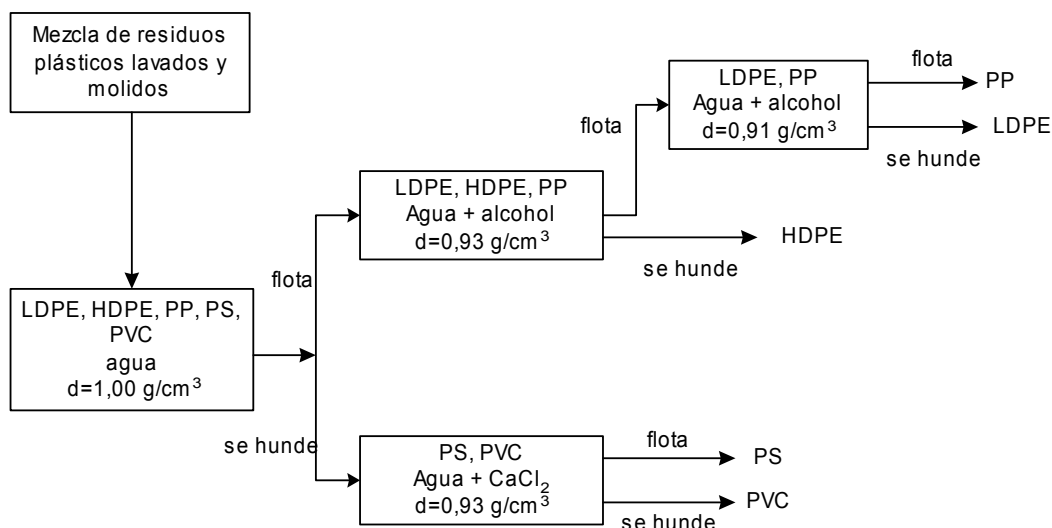 Mezcla de residuos
plásticos lavados y
molidos
LDPE, HDPE, PP, PS,
PVC
agua
d=1,00 g/cm³
flota
se hunde
LDPE, HDPE, PP
Agua + alcohol
d=0,93 g/cm³
flota
se hunde
HDPE
LDPE, PP
Agua + alcohol
d=0,91 g/cm³
flota
PP
LDPE
se hunde
PS, PVC
Agua + CaCl₂
d=0,93 g/cm³
flota
PS
PVC
se hunde